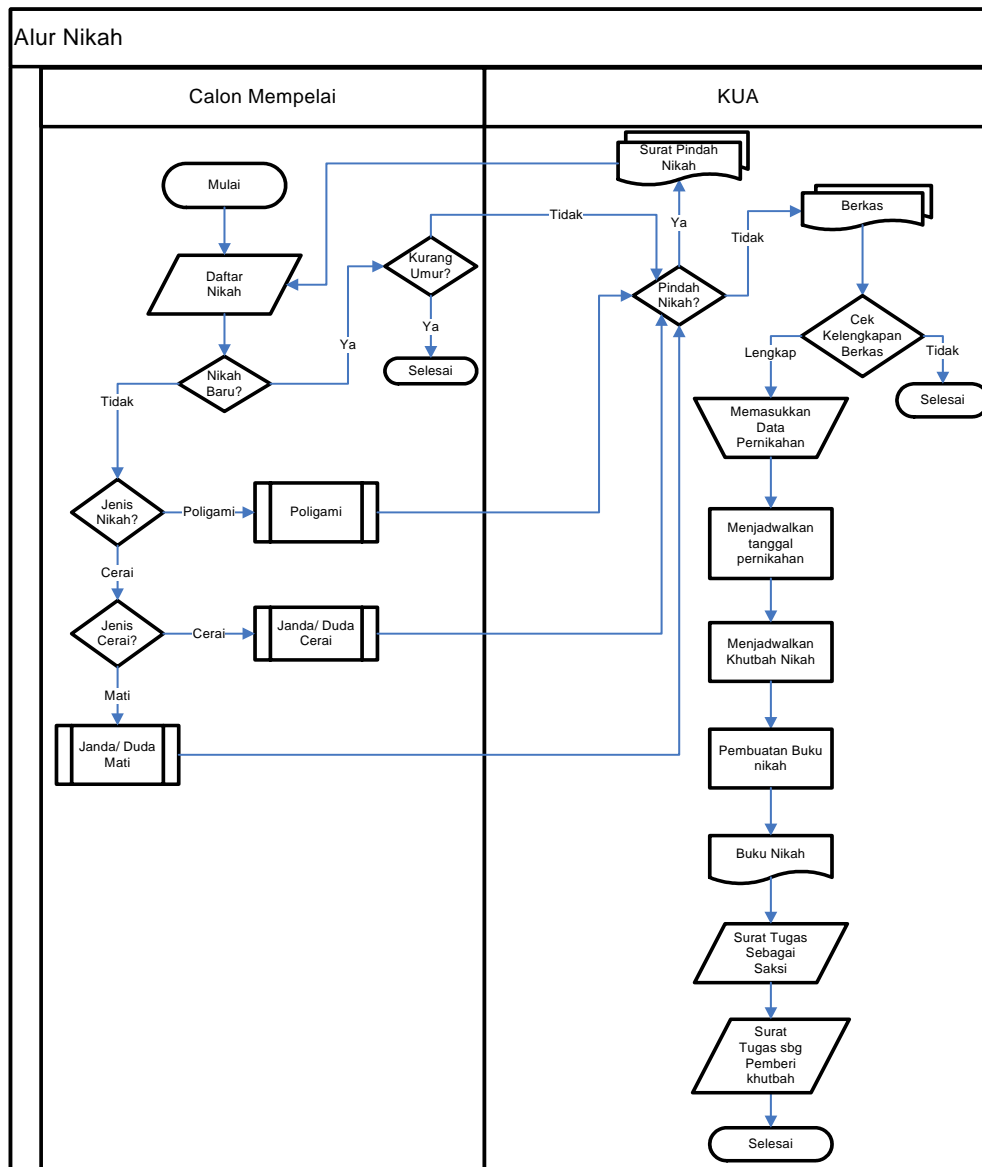 Alur Nikah
Calon Mempelai
KUA
Mulai
Daftar
Nikah
Nikah
Baru?
Ya
Tidak
Kurang
Umur?
Tidak
Ya
Selesai
Jenis
Nikah?
Poligami
Poligami
Cerai
Jenis
Cerai?
Cerai
Janda/ Duda
Cerai
Mati
Janda/ Duda
Mati
Surat Pindah
Nikah
Ya
Pindah
Nikah?
Tidak
Berkas
Cek
Kelengkapan
Berkas
Lengkap
Tidak
Selesai
Memasukkan
Data
Pernikahan
Menjadwalkan
tanggal
pernikahan
Menjadwalkan
Khutbah Nikah
Pembuatan Buku
nikah
Buku Nikah
Surat Tugas
Sebagai
Saksi
Surat
Tugas sbg
Pemberi
khutbah
Selesai